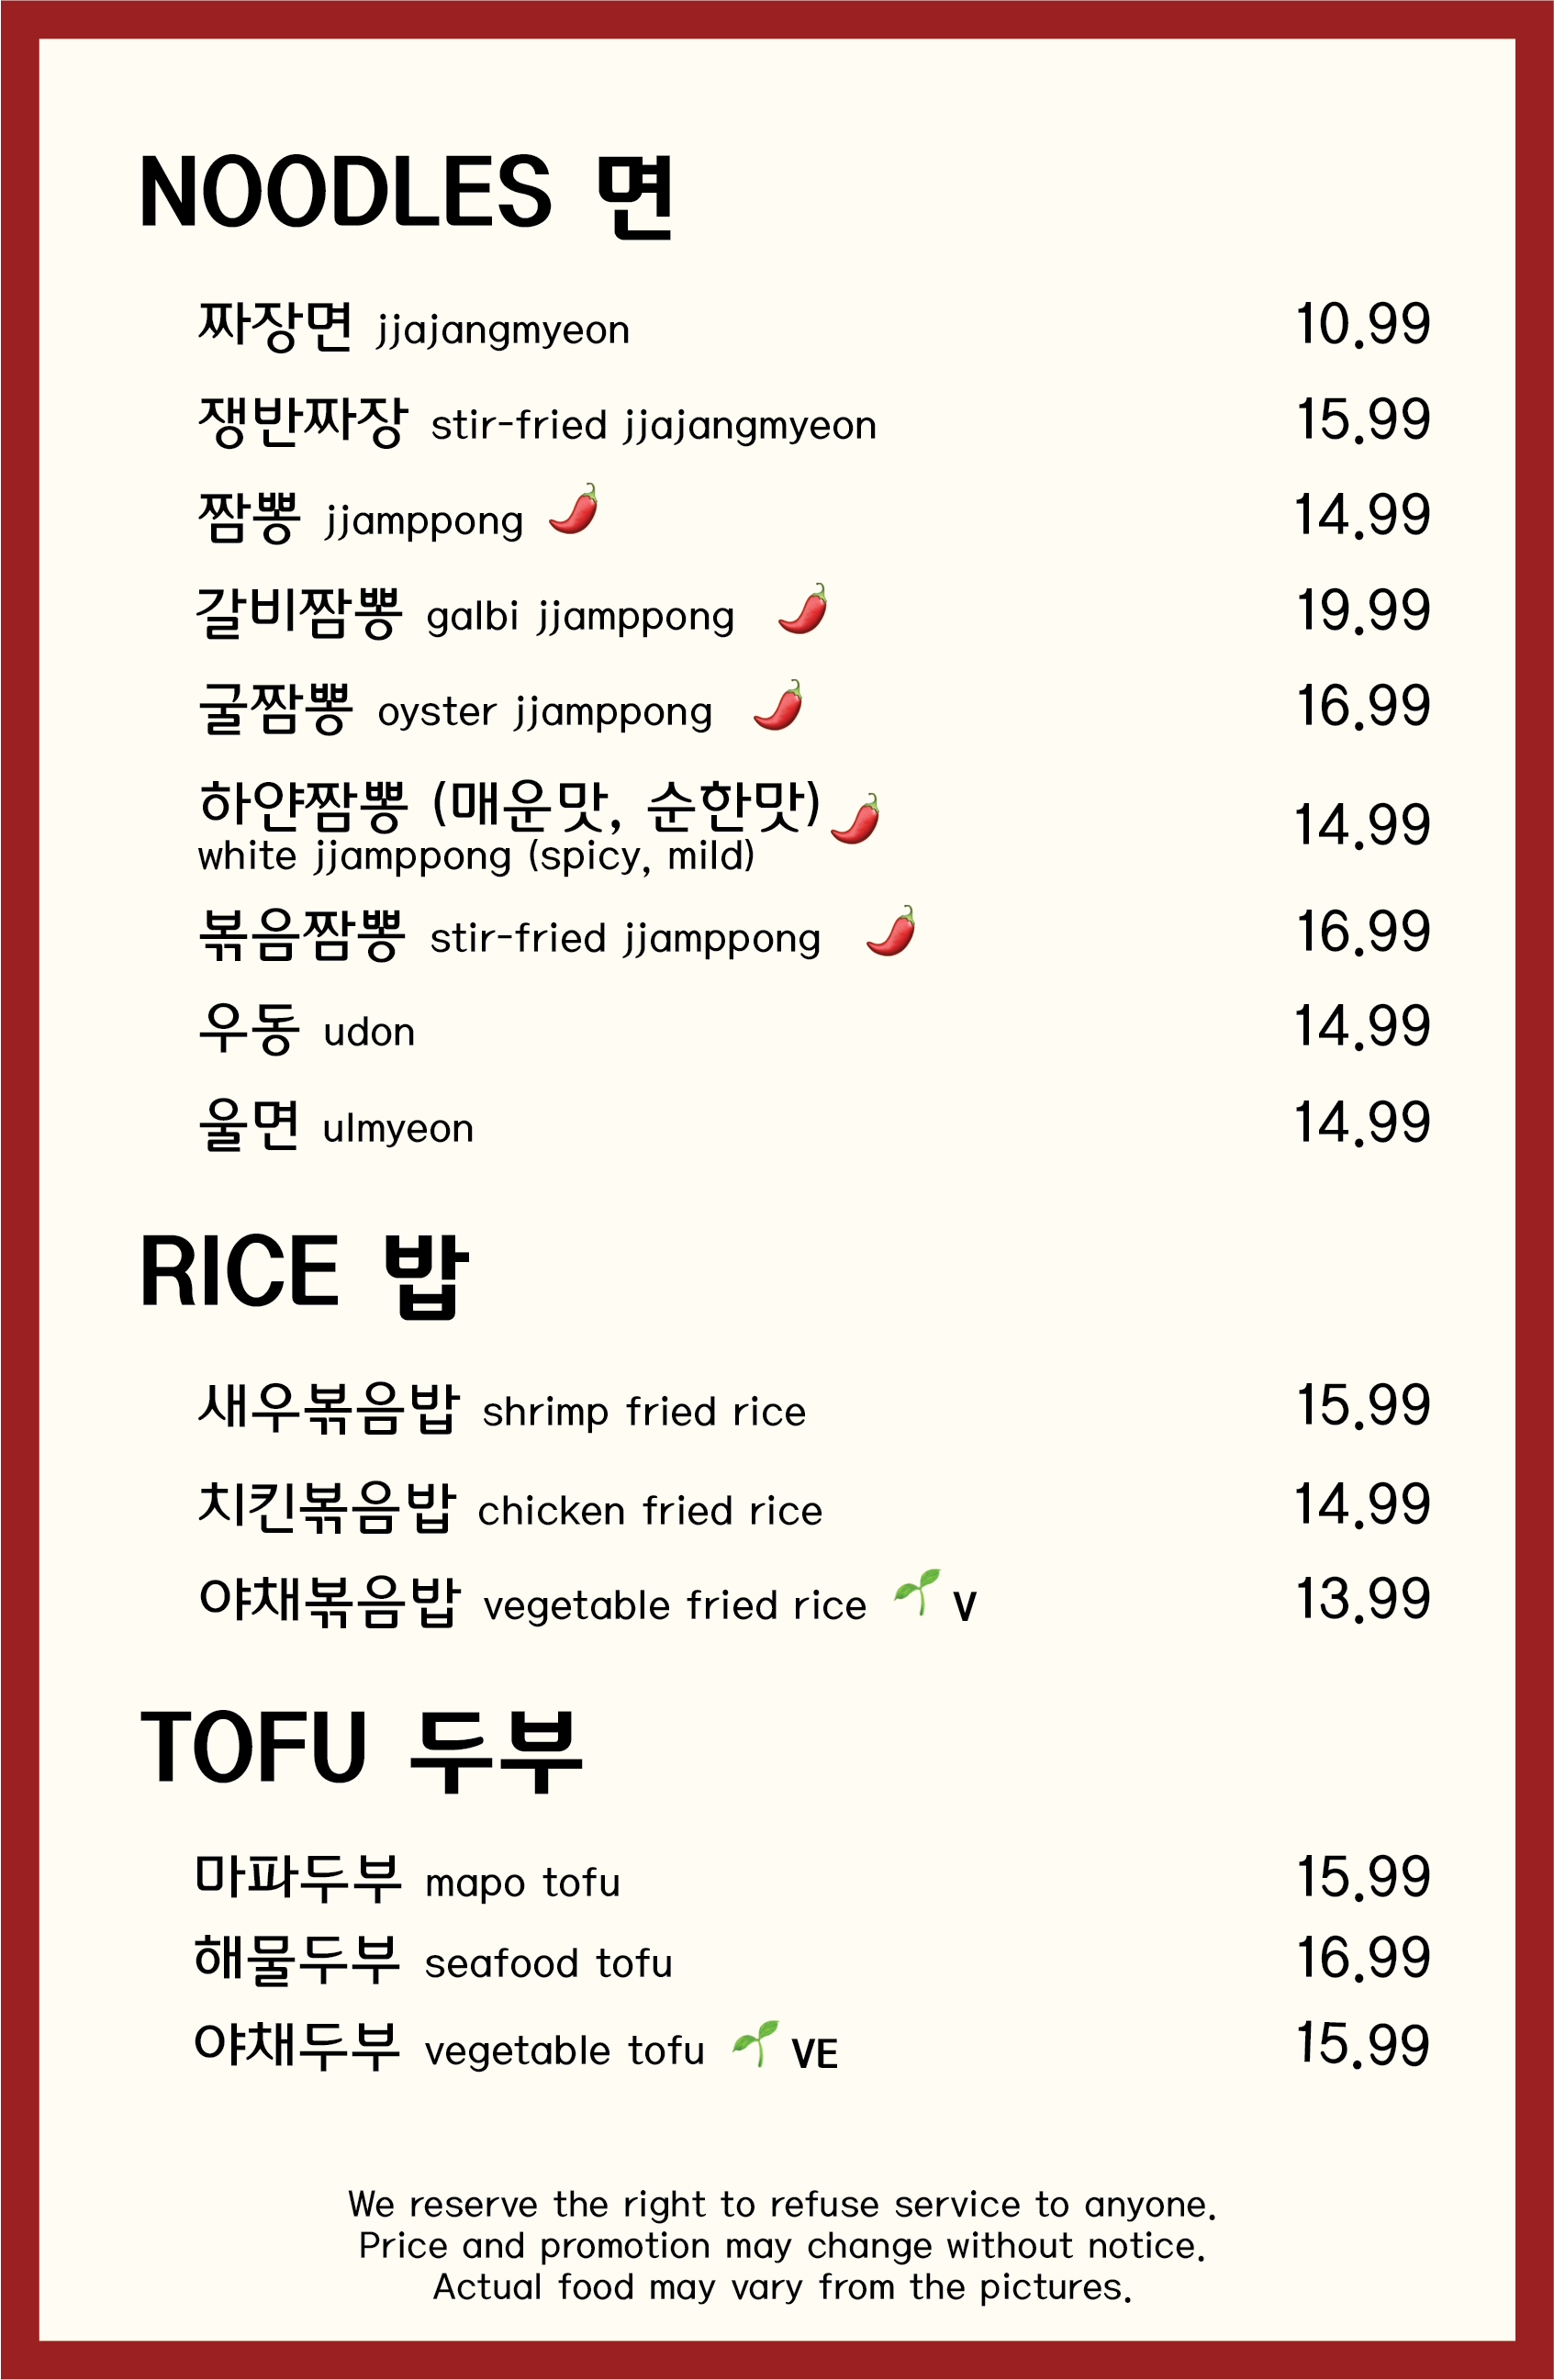 NOODLES 면
짜장면 jjajangmyeon 10.99
쟁반짜장 stir-fried jjajangmyeon 15.99
짬뽕 jjamppong 14.99
갈비짬뽕 galbi jjamppong 19.99
굴짬뽕 oyster jjamppong 16.99
하얀짬뽕 (매운맛, 순한맛) 14.99
white jjamppong (spicy, mild)
볶음짬뽕 stir-fried jjamppong 16.99
우동 udon 14.99
울면 ulmyeon 14.99
RICE 밥
새우볶음밥 shrimp fried rice 15.99
치킨볶음밥 chicken fried rice 14.99
야채볶음밥 vegetable fried rice V 13.99
TOFU 두부
마파두부 mapo tofu 15.99
해물두부 seafood tofu 16.99
야채두부 vegetable tofu VE 15.99
We reserve the right to refuse service to anyone.
Price and promotion may change without notice.
Actual food may vary from the pictures.